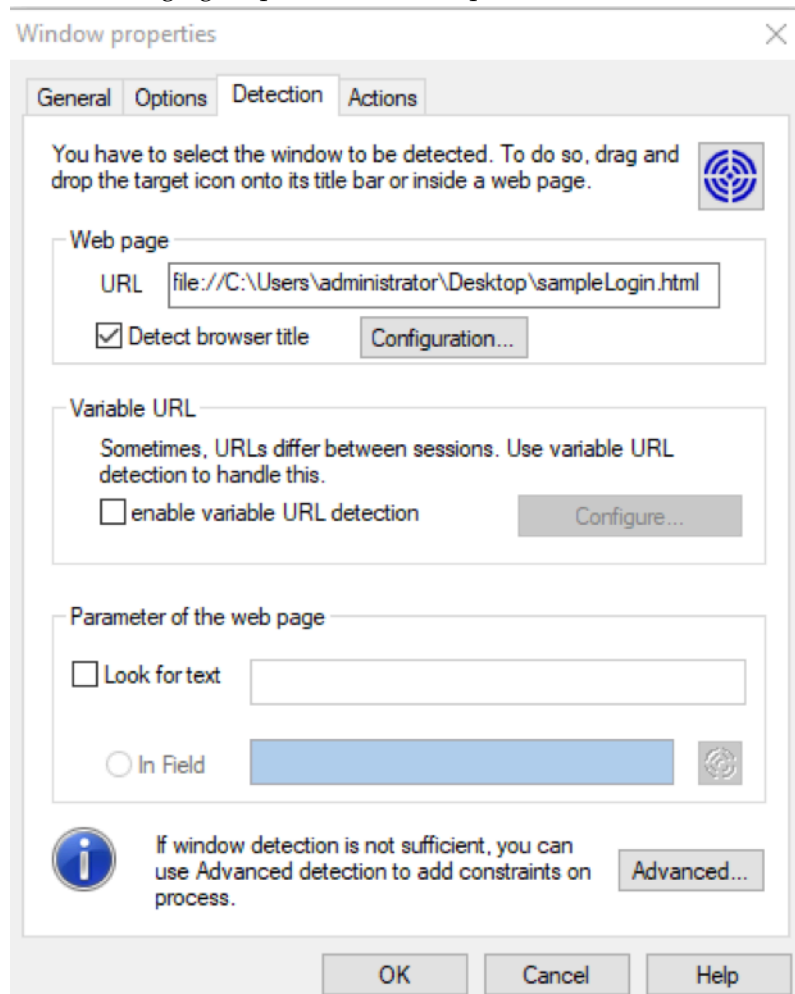 Window properties
General Options Detection Actions
You have to select the window to be detected. To do so, drag and
drop the target icon onto its title bar or inside a web page.
Web page
URL file://C:\Users\administrator\Desktop\sampleLogin.html
Detect browser title Configuration...
Variable URL
Sometimes, URLs differ between sessions. Use variable URL
detection to handle this.
enable variable URL detection Configure...
Parameter of the web page
Look for text
In Field
If window detection is not sufficient, you can
use Advanced detection to add constraints on
process.
Advanced...
OK Cancel Help